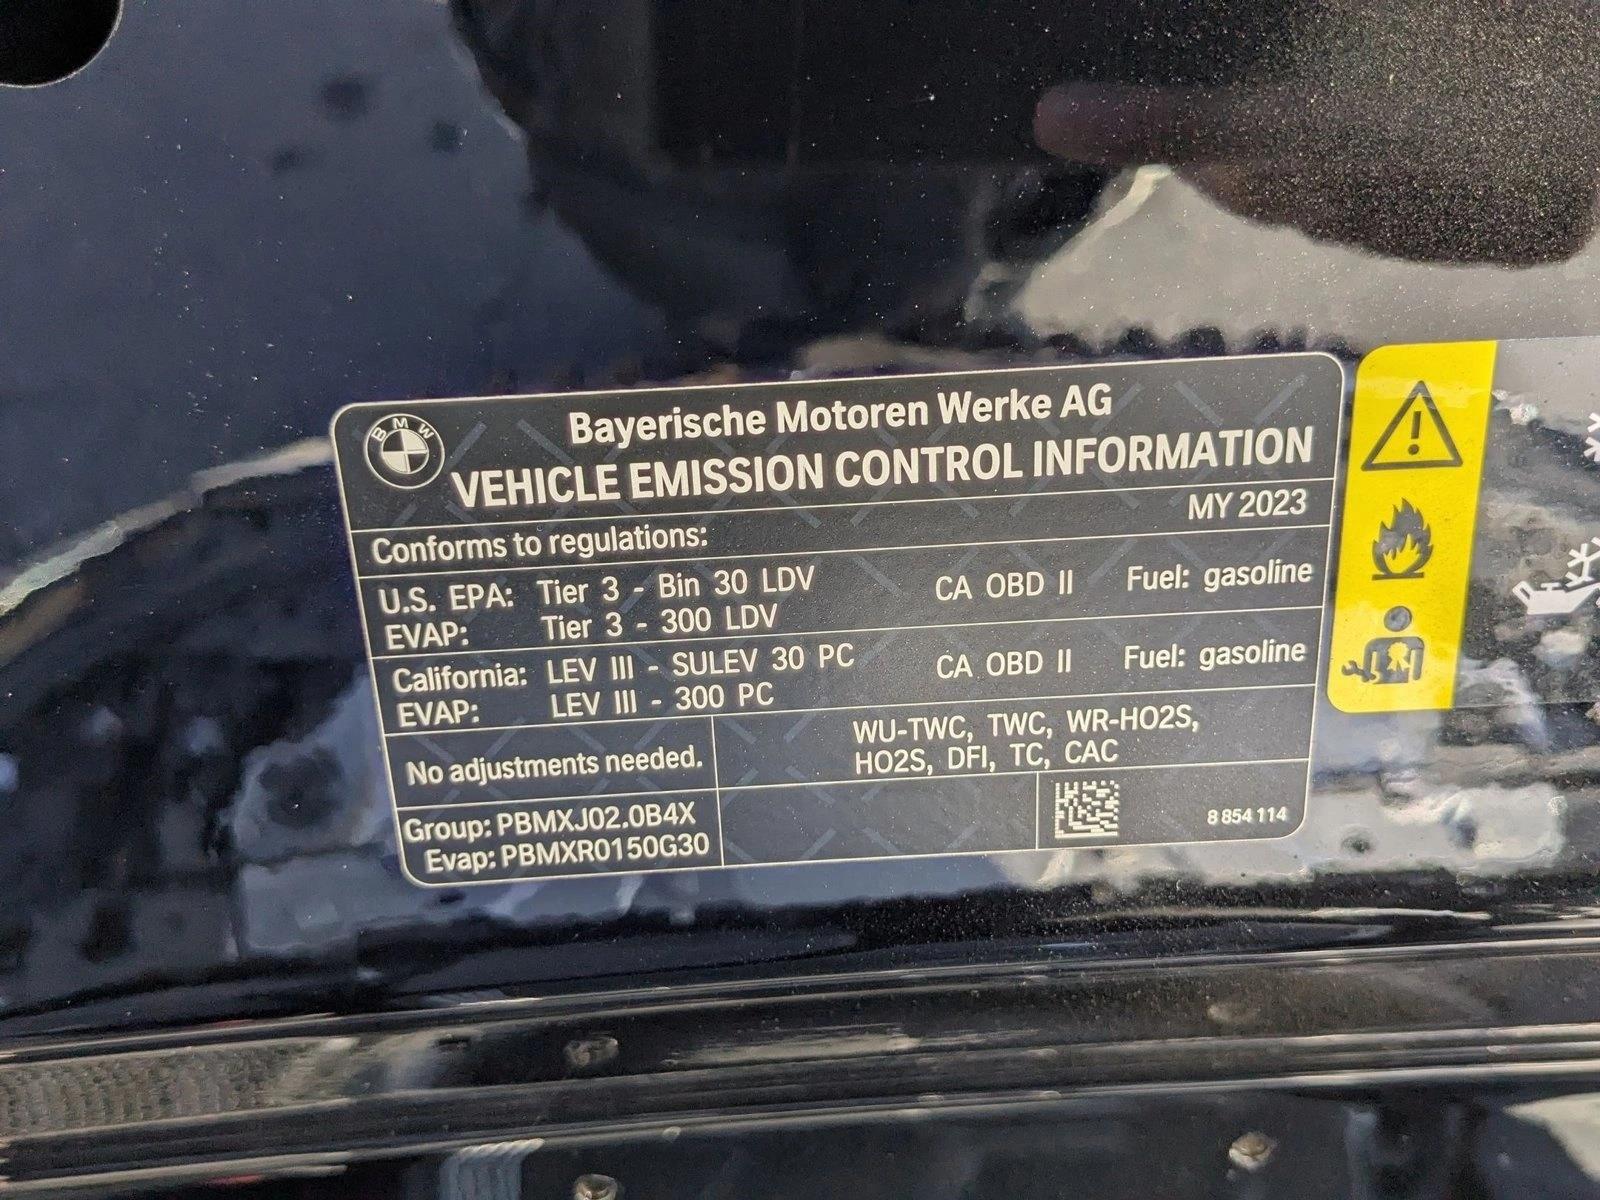 BMW
Bayerische Motoren Werke AG
VEHICLE EMISSION CONTROL INFORMATION
MY 2023
Conforms to regulations:
U.S. EPA: Tier 3 - Bin 30 LDV CA OBD II Fuel: gasoline
EVAP: Tier 3 - 300 LDV
California: LEV III - SULEV 30 PC CA OBD II Fuel: gasoline
EVAP: LEV III - 300 PC
No adjustments needed.
WU-TWC, TWC, WR-HO2S,
HO2S, DFI, TC, CAC
Group: PBMXJ02.0B4X
Evap: PBMXR0150G30
8 854 114